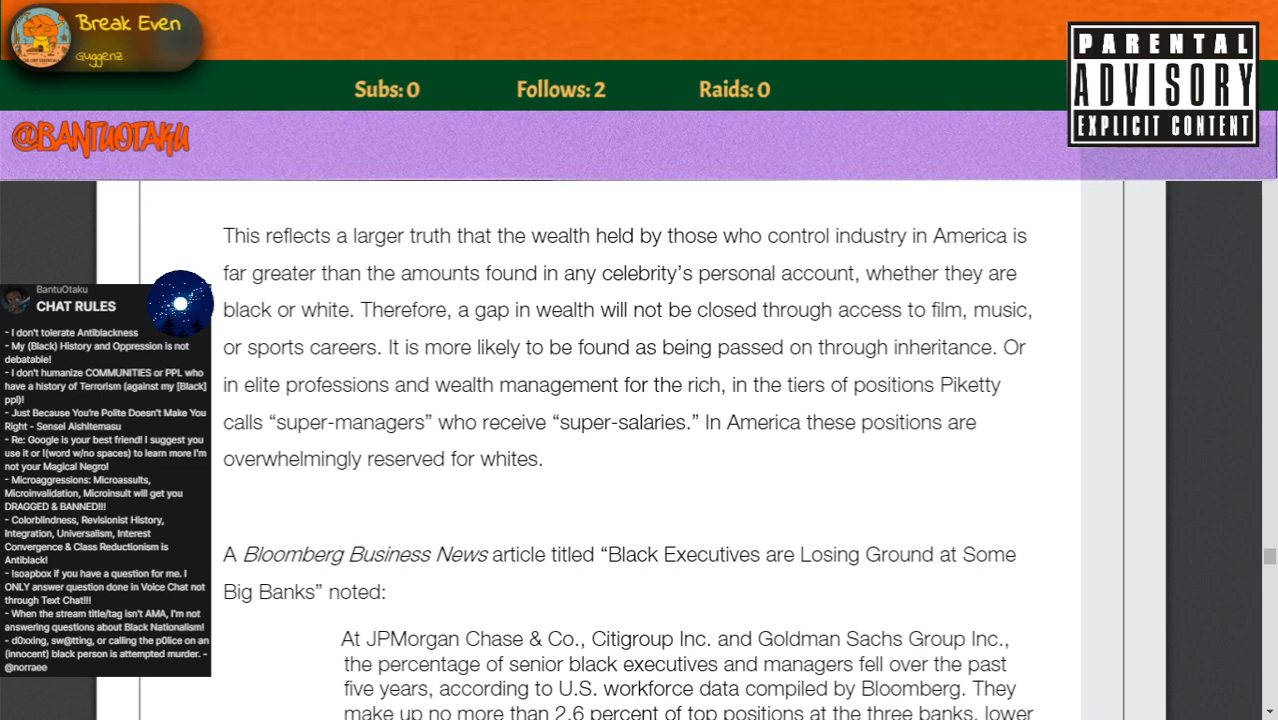 Break Even
Guggenz
PARENTAL
ADVISORY
EXPLICIT CONTENT
Subs: 0
Follows: 2
Raids: 0
@BANTUOTAKU
This reflects a larger truth that the wealth held by those who control industry in America is
far greater than the amounts found in any celebrity's personal account, whether they are
black or white. Therefore, a gap in wealth will not be closed through access to film, music,
or sports careers. It is more likely to be found as being passed on through inheritance. Or
in elite professions and wealth management for the rich, in the tiers of positions Piketty
calls “super-managers” who receive “super-salaries.” In America these positions are
overwhelmingly reserved for whites.
A Bloomberg Business News article titled “Black Executives are Losing Ground at Some
Big Banks” noted:
At JPMorgan Chase & Co., Citigroup Inc. and Goldman Sachs Group Inc.,
the percentage of senior black executives and managers fell over the past
five years, according to U.S. workforce data compiled by Bloomberg. They
make up no more than 2.6 percent of top positions at the three banks, lower
BantuOtaku
CHAT RULES
- I don't tolerate Antiblackness
- My (Black) History and Oppression is not
debatable!
- I don't humanize COMMUNITIES or PPL who
have a history of Terrorism (against my [Black]
ppl)!
- Just Because You're Polite Doesn't Make You
Right - Sensei Aishitemasu
- Re: Google is your best friend! I suggest you
use it or !(word w/no spaces) to learn more I'm
not your Magical Negro!
- Microaggressions: Microassults,
Microinvalidation, Microinsult will get you
DRAGGED & BANNED!!!
- Colorblindness, Revisionist History,
Integration, Universalism, Interest
Convergence & Class Reductionism is
Antiblack!
- !soapbox if you have a question for me. I
ONLY answer question done in Voice Chat not
through Text Chat!!!
- When the stream title/tag isn't AMA, I'm not
answering questions about Black Nationalism!
- d0xxing, sw@tting, or calling the p0lice on an
(innocent) black person is attempted murder. -
@norraee